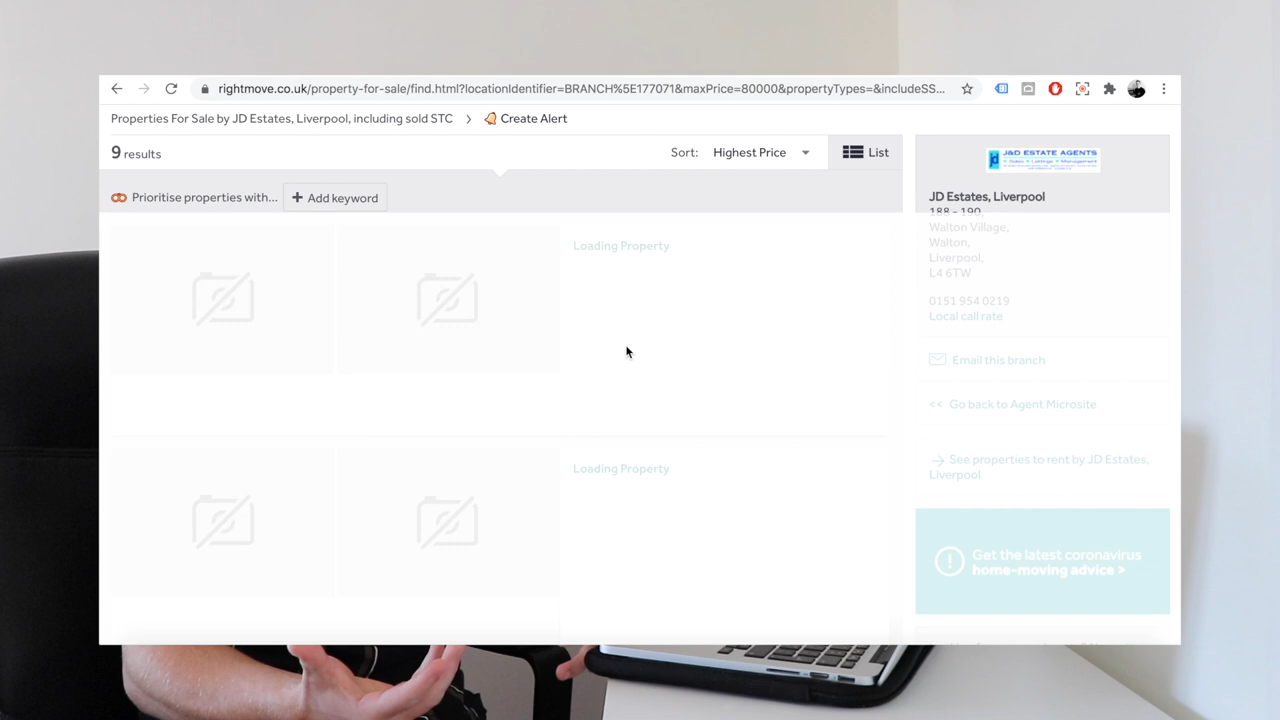 rightmove.co.uk/property-for-sale/find.html?locationIdentifier=BRANCH%5E177071&maxPrice=80000&propertyTypes=&includeSS...
Properties For Sale by JD Estates, Liverpool, including sold STC > Create Alert
9 results
Sort: Highest Price
List
Prioritise properties with...
+ Add keyword
Loading Property
Loading Property
J&D ESTATE AGENTS
JD Estates, Liverpool
188 - 190,
Walton Village,
Walton,
Liverpool,
L4 6TW
0151 954 0219
Local call rate
Email this branch
<< Go back to Agent Microsite
→ See properties to rent by JD Estates,
Liverpool
Get the latest coronavirus
home-moving advice >